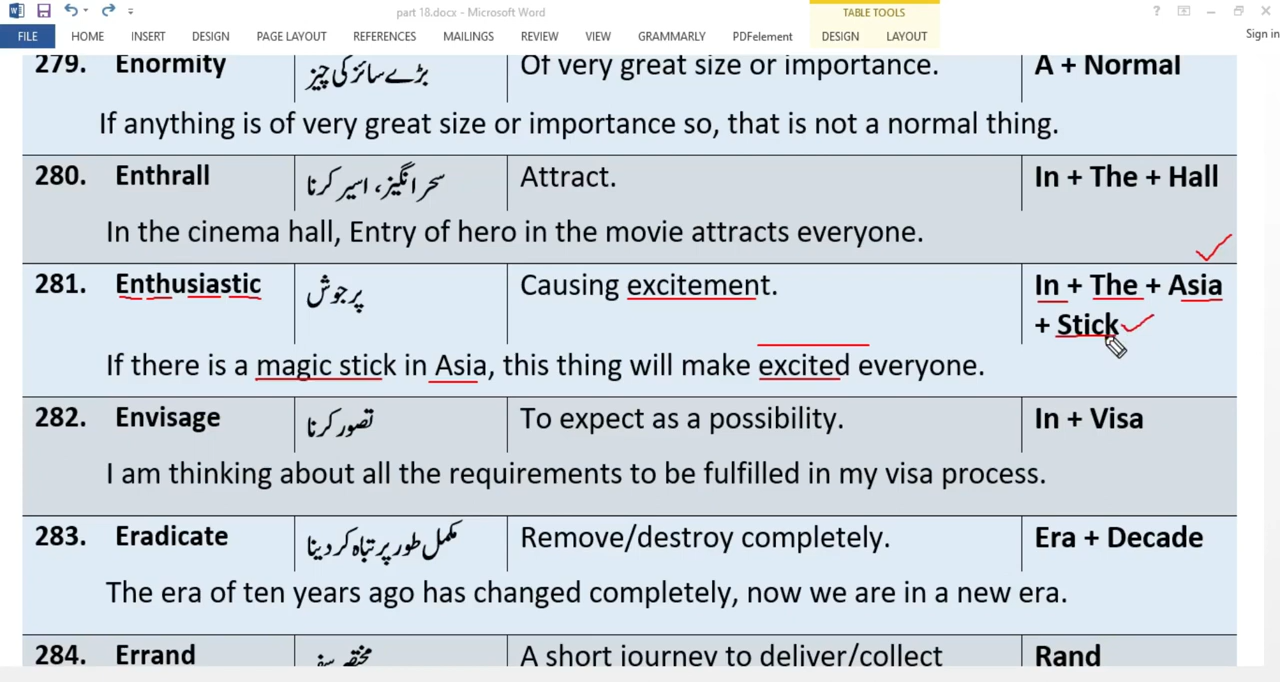 part 18.docx - Microsoft Word
TABLE TOOLS
FILE HOME INSERT DESIGN PAGE LAYOUT REFERENCES MAILINGS REVIEW VIEW GRAMMARLY PDFelement DESIGN LAYOUT Sign in
279. Enormity بڑے سائز کی چیز Of very great size or importance. A + Normal
If anything is of very great size or importance so, that is not a normal thing.
280. Enthrall سحر انگیز، اسیر کرنا Attract. In + The + Hall
In the cinema hall, Entry of hero in the movie attracts everyone.
281. Enthusiastic پرجوش Causing excitement. In + The + Asia
+ Stick
If there is a magic stick in Asia, this thing will make excited everyone.
282. Envisage تصور کرنا To expect as a possibility. In + Visa
I am thinking about all the requirements to be fulfilled in my visa process.
283. Eradicate مکمل طور پر تباہ کر دینا Remove/destroy completely. Era + Decade
The era of ten years ago has changed completely, now we are in a new era.
284. Errand A short journey to deliver/collect Rand